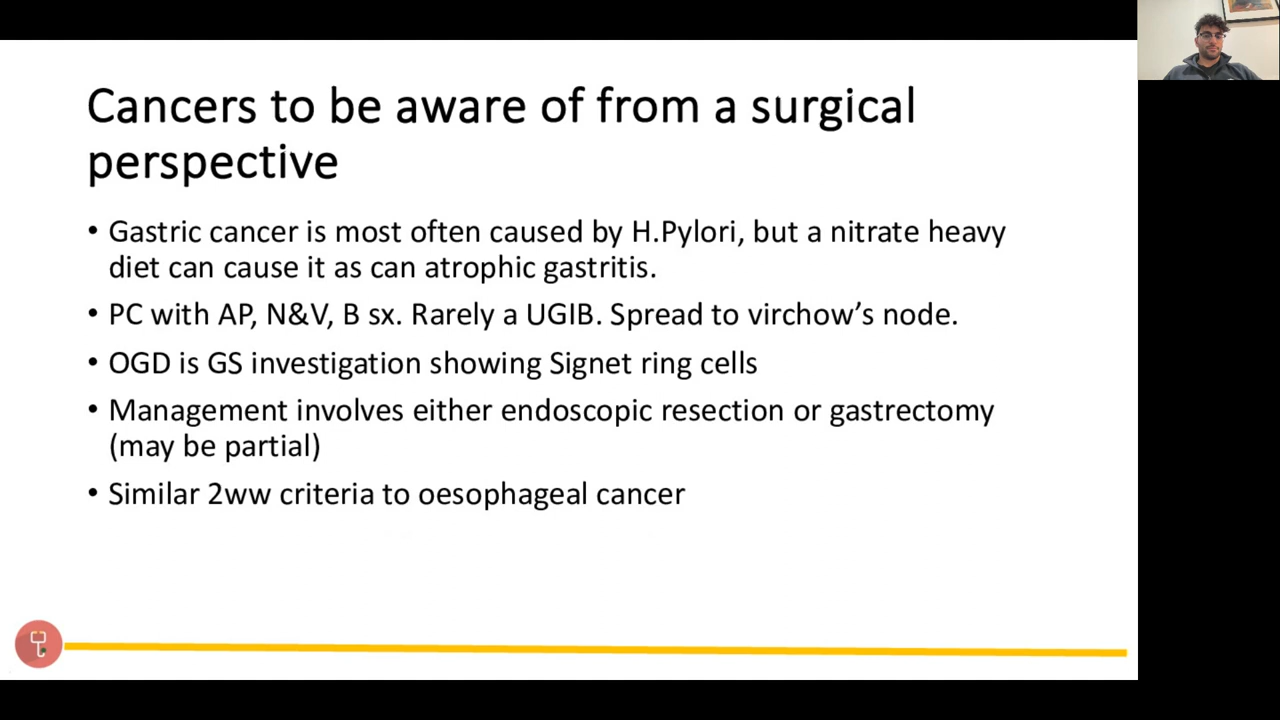 Cancers to be aware of from a surgical
perspective
• Gastric cancer is most often caused by H.Pylori, but a nitrate heavy
diet can cause it as can atrophic gastritis.
• PC with AP, N&V, B sx. Rarely a UGIB. Spread to virchow's node.
• OGD is GS investigation showing Signet ring cells
• Management involves either endoscopic resection or gastrectomy
(may be partial)
• Similar 2ww criteria to oesophageal cancer